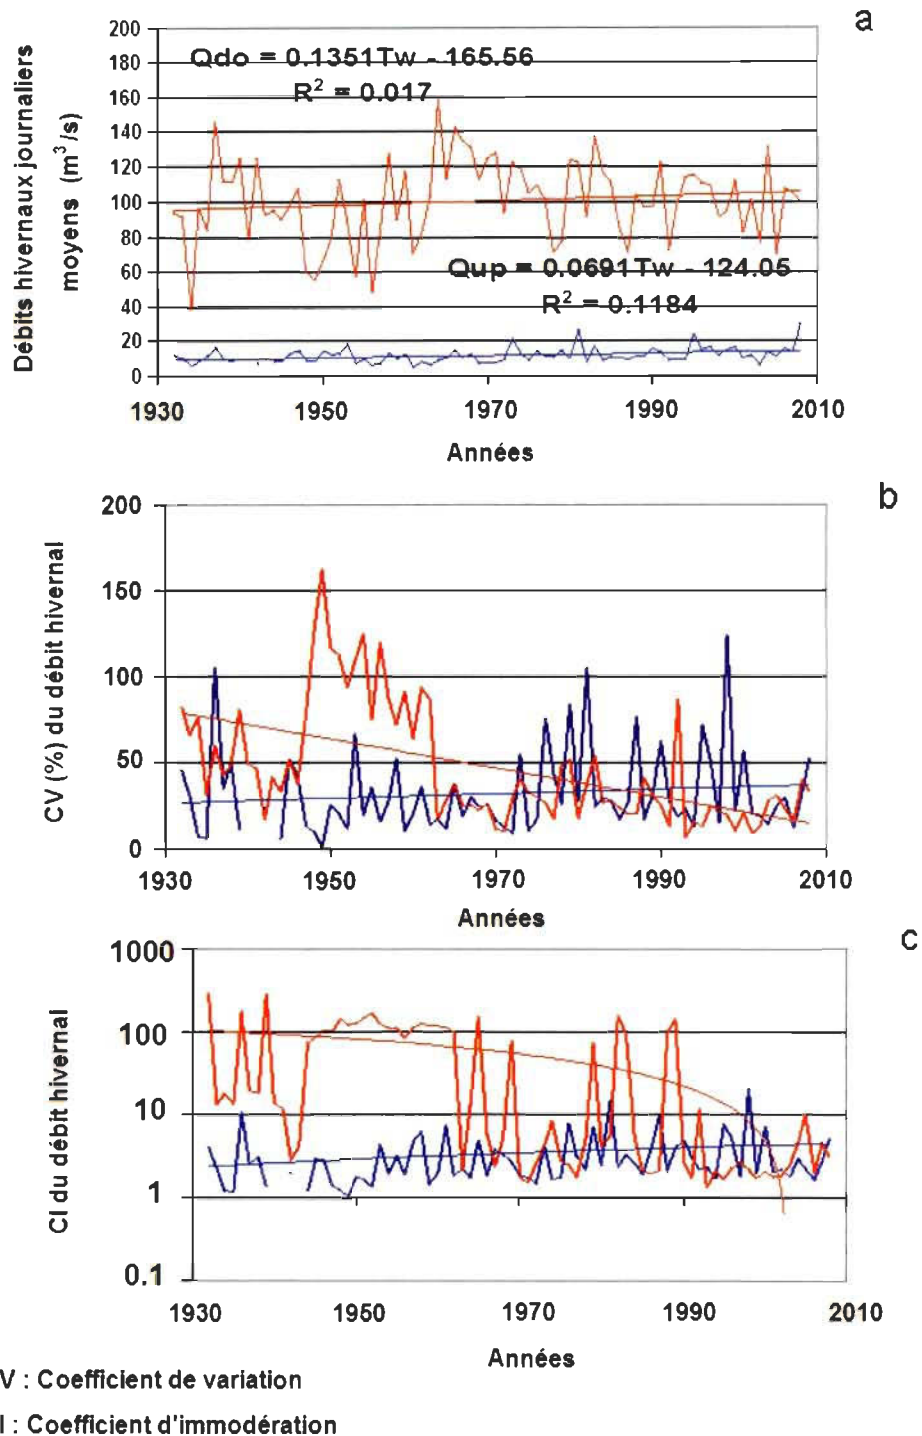 a
200
180
160
140
120
100
80
60
40
20
0
Débits hivernaux journaliers
moyens (m³/s)
Qdo = 0.1351Tw - 165.56
R² = 0.017
Qup = 0.0691Tw - 124.05
R² = 0.1184
1930 1950 1970 1990 2010
Années
b
200
150
100
50
0
CV (%) du débit hivernal
1930 1950 1970 1990 2010
Années
c
1000
100
10
1
0.1
CI du débit hivernal
1930 1950 1970 1990 2010
Années
V : Coefficient de variation
I : Coefficient d'immodération